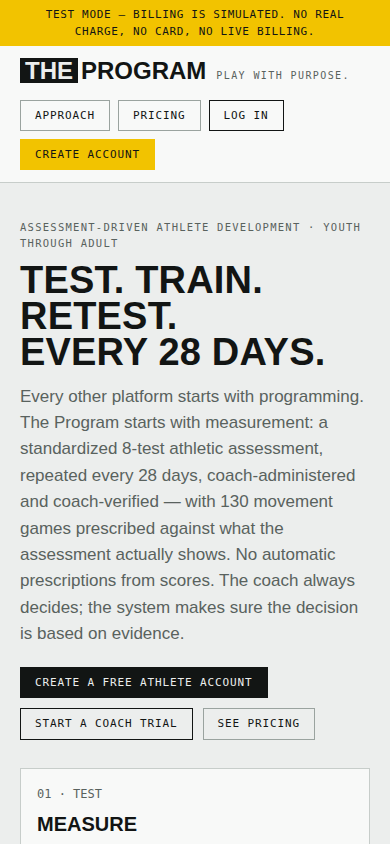 TEST MODE — BILLING IS SIMULATED. NO REAL
CHARGE, NO CARD, NO LIVE BILLING.
THE PROGRAM PLAY WITH PURPOSE.
APPROACH PRICING LOG IN
CREATE ACCOUNT
ASSESSMENT-DRIVEN ATHLETE DEVELOPMENT · YOUTH
THROUGH ADULT
TEST. TRAIN.
RETEST.
EVERY 28 DAYS.
Every other platform starts with programming.
The Program starts with measurement: a
standardized 8-test athletic assessment,
repeated every 28 days, coach-administered
and coach-verified — with 130 movement
games prescribed against what the
assessment actually shows. No automatic
prescriptions from scores. The coach always
decides; the system makes sure the decision
is based on evidence.
CREATE A FREE ATHLETE ACCOUNT
START A COACH TRIAL SEE PRICING
01 · TEST
MEASURE